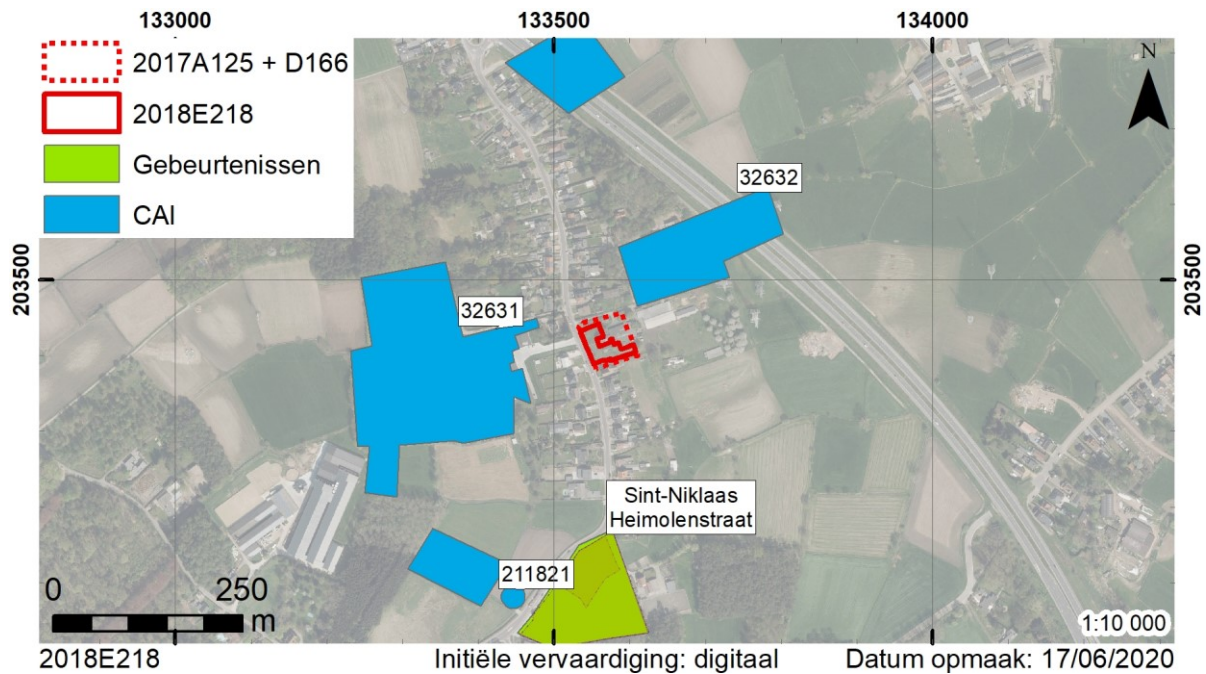 133000 133500 134000
2017A125 + D166
2018E218
Gebeurtenissen
CAI
N
32632
203500 203500
32631
Sint-Niklaas
Heimolenstraat
211821
0 250
m
1:10 000
2018E218 Initiële vervaardiging: digitaal Datum opmaak: 17/06/2020